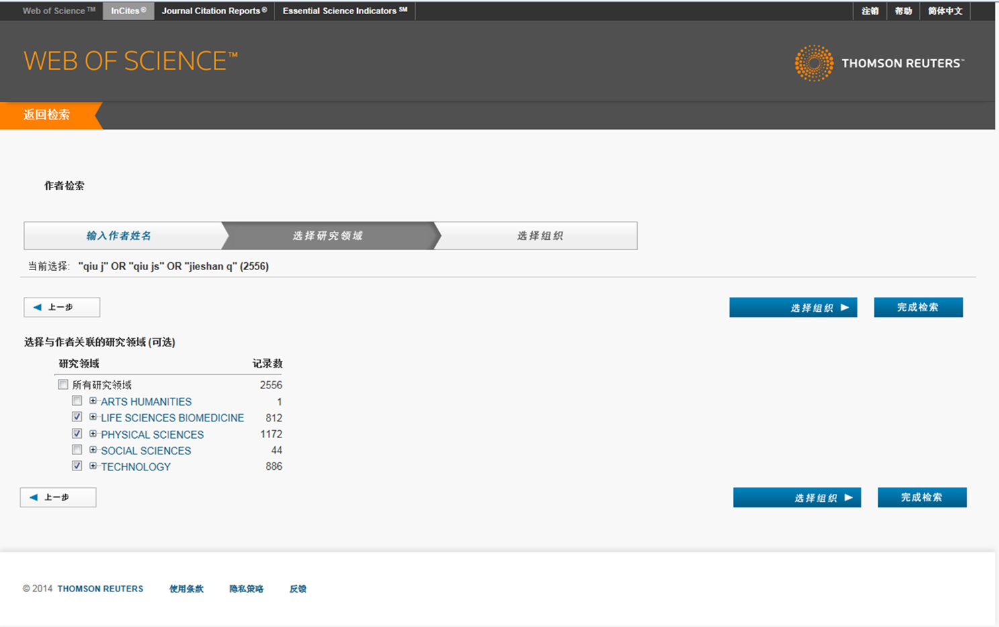 Web of Science™ InCites® Journal Citation Reports® Essential Science Indicators℠ 注销 帮助 简体中文
WEB OF SCIENCE™ THOMSON REUTERS™
返回检索
作者检索
输入作者姓名 选择研究领域 选择组织
当前选择: "qiu j" OR "qiu js" OR "jieshan q" (2556)
上一步 选择组织 完成检索
选择与作者关联的研究领域 (可选)
研究领域 记录数
所有研究领域 2556
ARTS HUMANITIES 1
LIFE SCIENCES BIOMEDICINE 812
PHYSICAL SCIENCES 1172
SOCIAL SCIENCES 44
TECHNOLOGY 886
上一步 选择组织 完成检索
© 2014 THOMSON REUTERS 使用条款 隐私策略 反馈